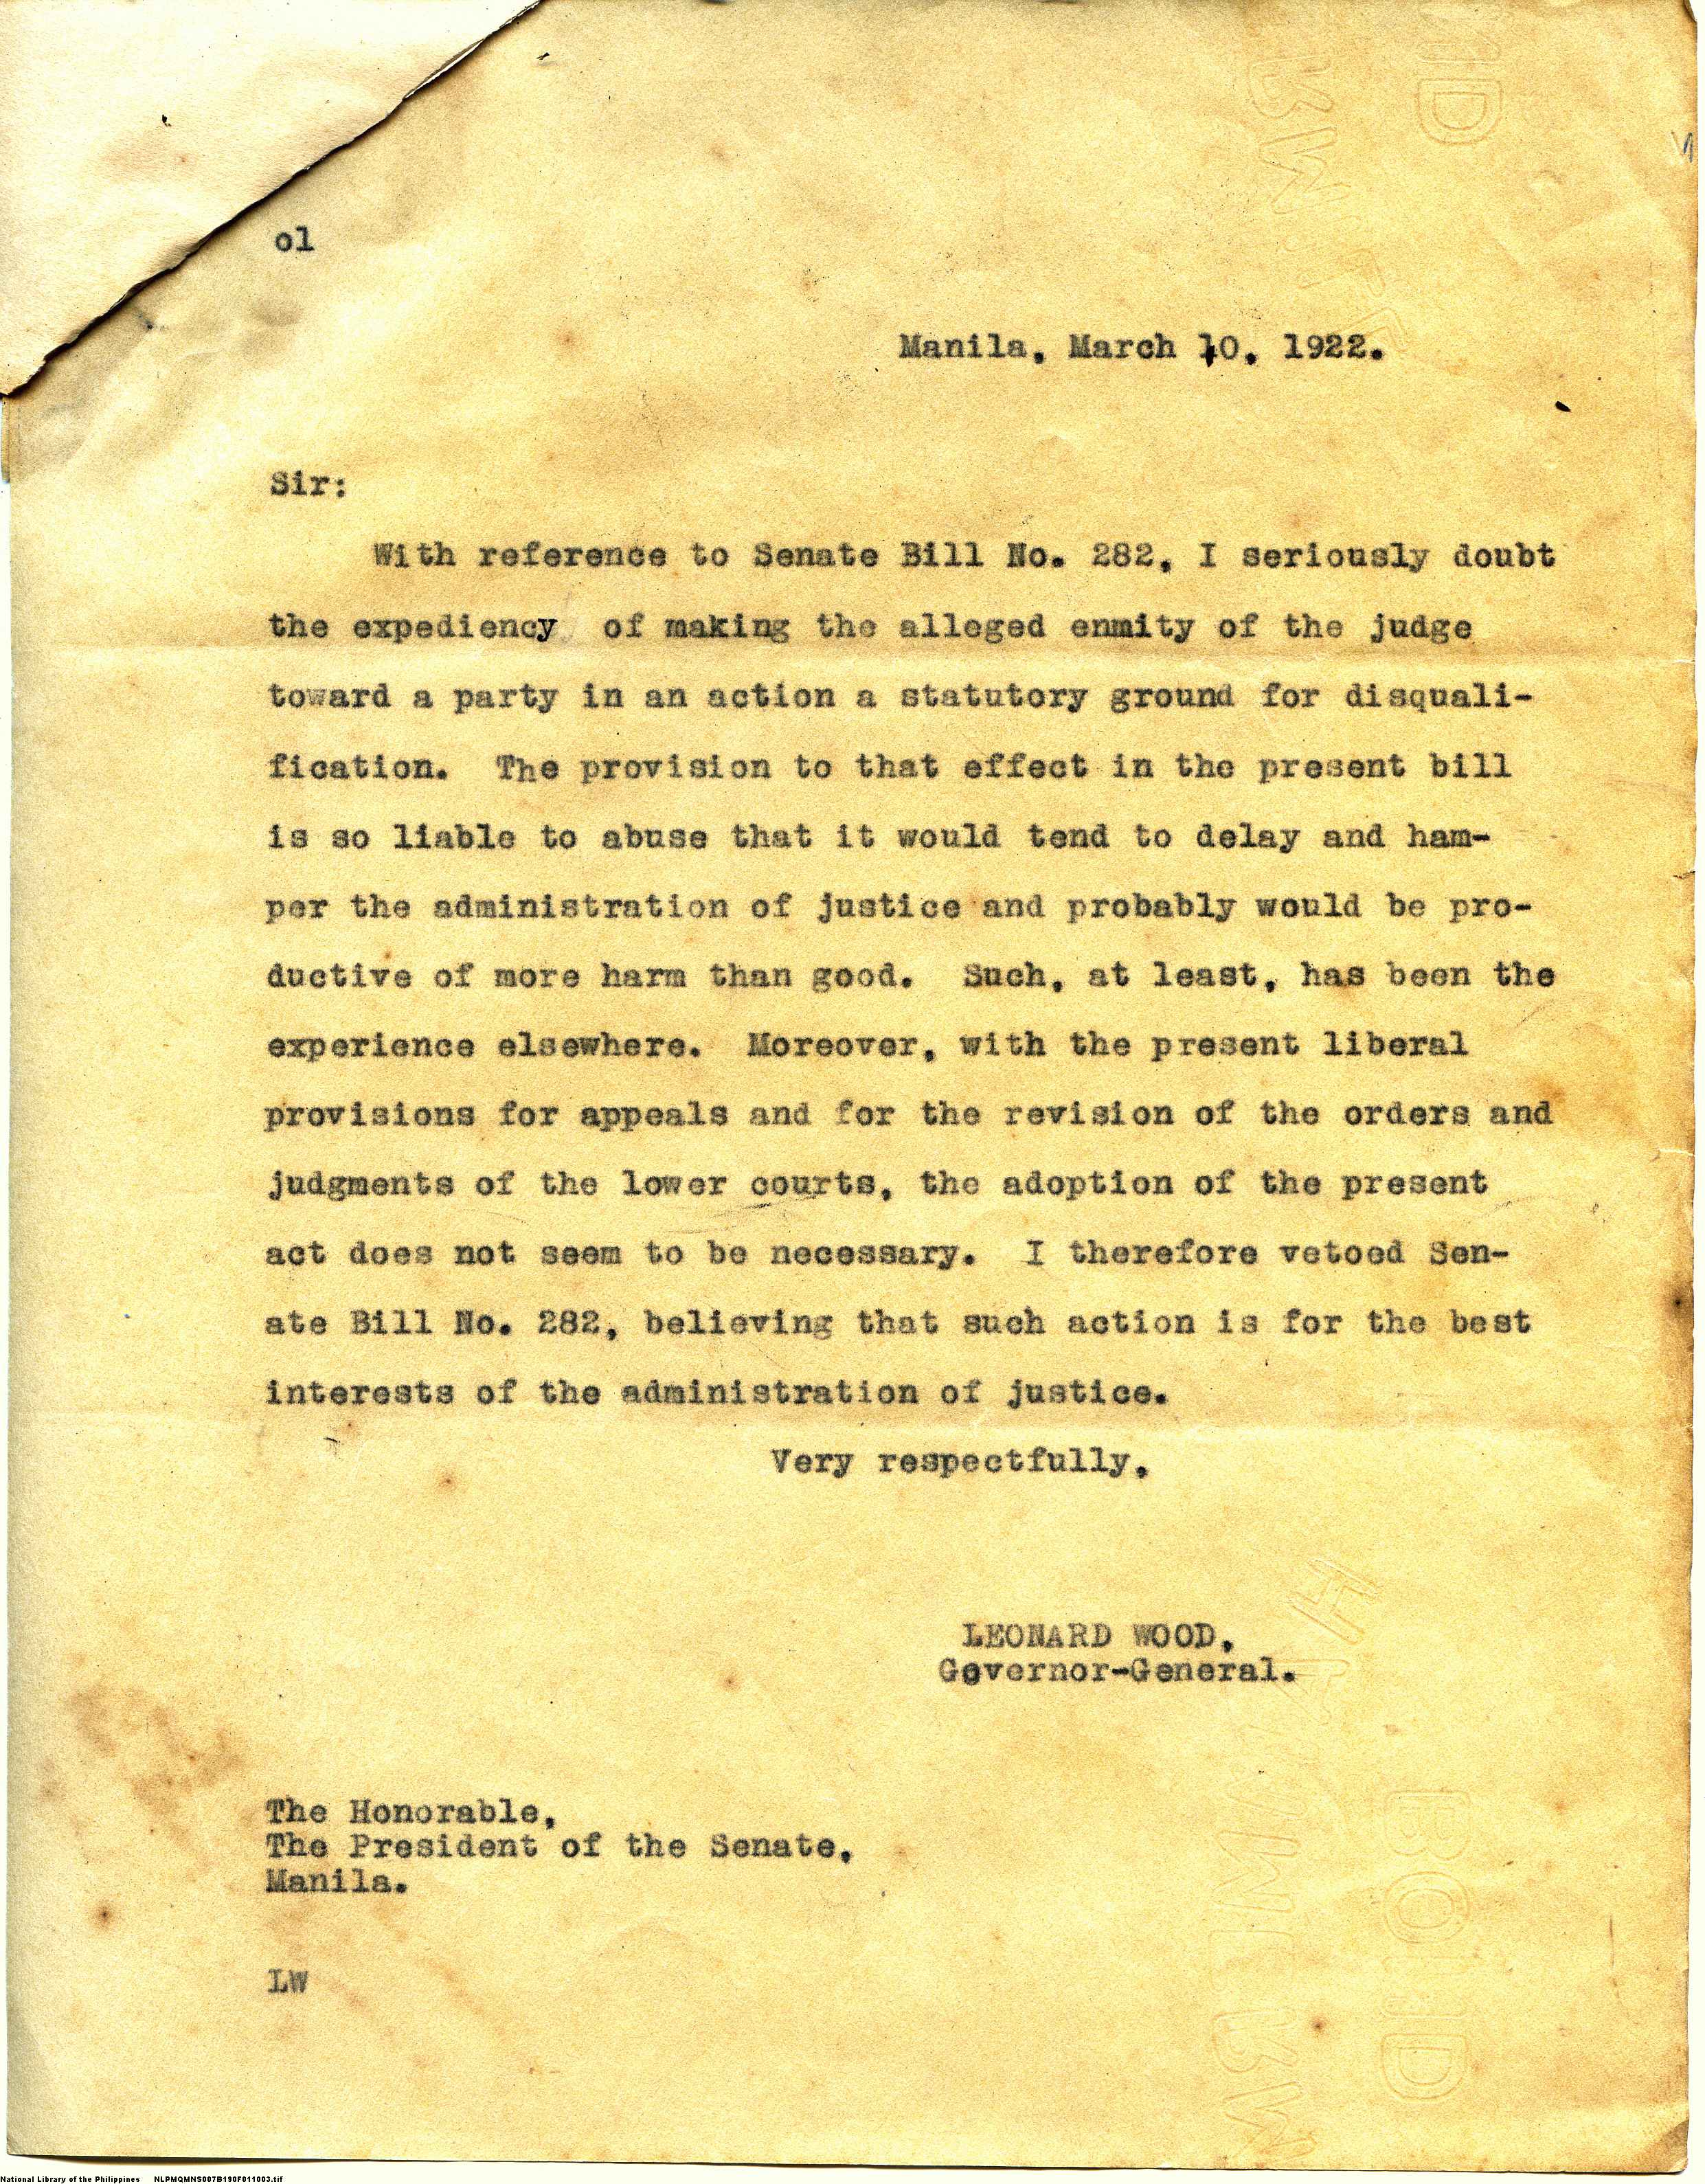 ol
Manila, March 10, 1922.
Sir:
With reference to Senate Bill No. 282, I seriously doubt
the expediency of making the alleged enmity of the judge
toward a party in an action a statutory ground for disquali-
fication. The provision to that effect in the present bill
is so liable to abuse that it would tend to delay and ham-
per the administration of justice and probably would be pro-
ductive of more harm than good. Such, at least, has been the
experience elsewhere. Moreover, with the present liberal
provisions for appeals and for the revision of the orders and
judgments of the lower courts, the adoption of the present
act does not seem to be necessary. I therefore vetoed Sen-
ate Bill No. 282, believing that such action is for the best
interests of the administration of justice.
Very respectfully,
LEONARD WOOD,
Governor-General.
The Honorable,
The President of the Senate,
Manila.
LW
BOND
National Library of the Philippines NLPMQMNS007B190F011003.tif